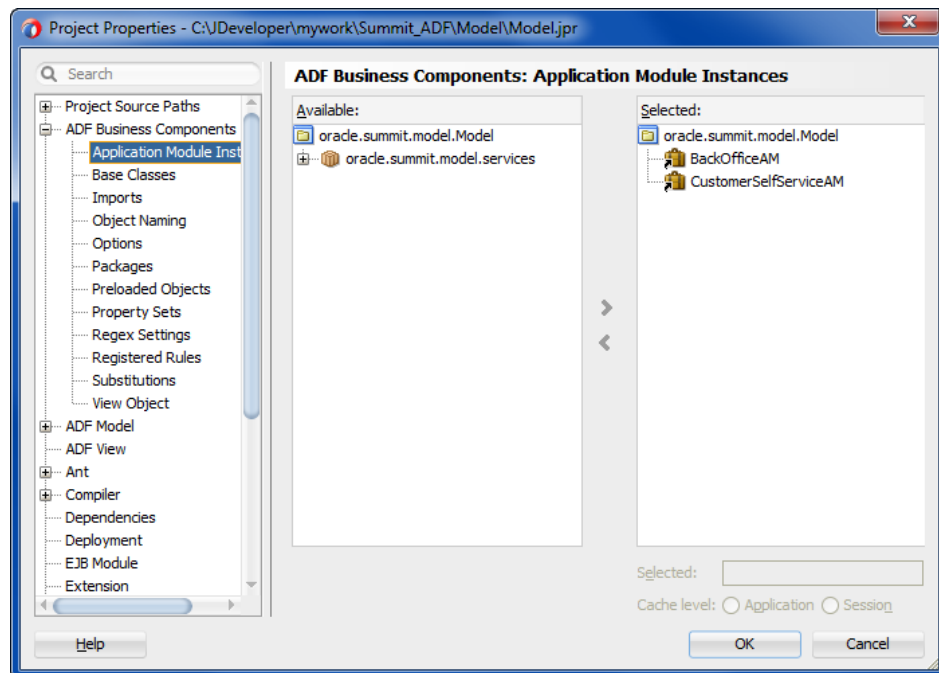 Project Properties - C:\JDeveloper\mywork\Summit_ADF\Model\Model.jpr
Search
Project Source Paths
ADF Business Components
Application Module Inst
Base Classes
Imports
Object Naming
Options
Packages
Preloaded Objects
Property Sets
Regex Settings
Registered Rules
Substitutions
View Object
ADF Model
ADF View
Ant
Compiler
Dependencies
Deployment
EJB Module
Extension
Help
ADF Business Components: Application Module Instances
Available:
oracle.summit.model.Model
oracle.summit.model.services
Selected:
oracle.summit.model.Model
BackOfficeAM
CustomerSelfServiceAM
Selected:
Cache level: Application Session
OK Cancel